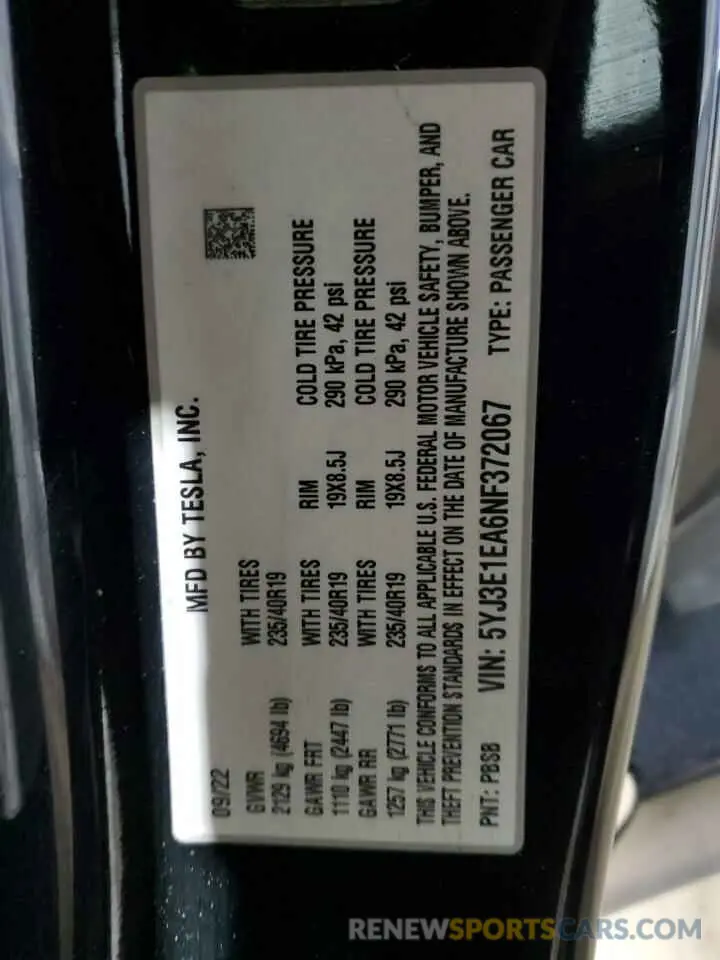 MFD BY TESLA, INC.
09/22
GVWR WITH TIRES
2129 kg (4694 lb) 235/40R19
GAWR FRT WITH TIRES RIM COLD TIRE PRESSURE
1110 kg (2447 lb) 235/40R19 19X8.5J 290 kPa, 42 psi
GAWR RR WITH TIRES RIM COLD TIRE PRESSURE
1257 kg (2771 lb) 235/40R19 19X8.5J 290 kPa, 42 psi
THIS VEHICLE CONFORMS TO ALL APPLICABLE U.S. FEDERAL MOTOR VEHICLE SAFETY, BUMPER, AND
THEFT PREVENTION STANDARDS IN EFFECT ON THE DATE OF MANUFACTURE SHOWN ABOVE.
PNT: PBSB VIN: 5YJ3E1EA6NF372067 TYPE: PASSENGER CAR
RENEWSPORTSCARS.COM